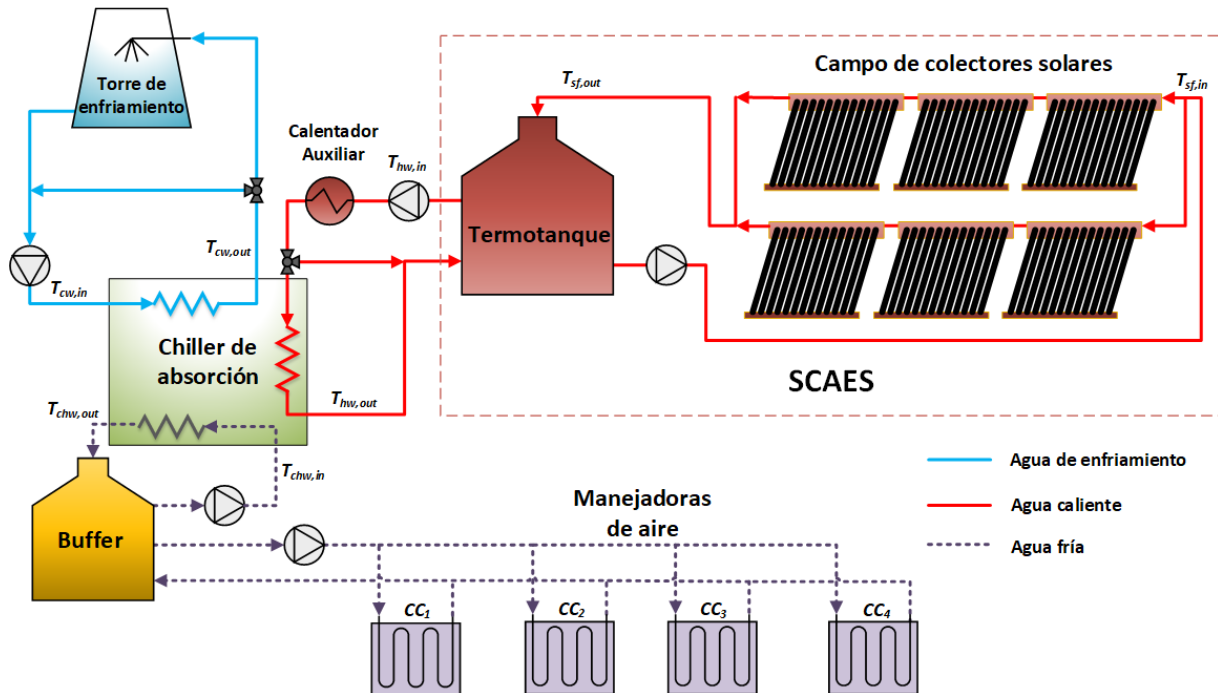 Torre de
enfriamiento
Calentador
Auxiliar
T_hw,in
T_sf,out
Campo de colectores solares
T_sf,in
Termotanque
T_cw,out
T_cw,in
Chiller de
absorción
T_hw,out
SCAES
T_chw,out
T_chw,in
Buffer
Manejadoras
de aire
Agua de enfriamiento
Agua caliente
Agua fría
CC1
CC2
CC3
CC4